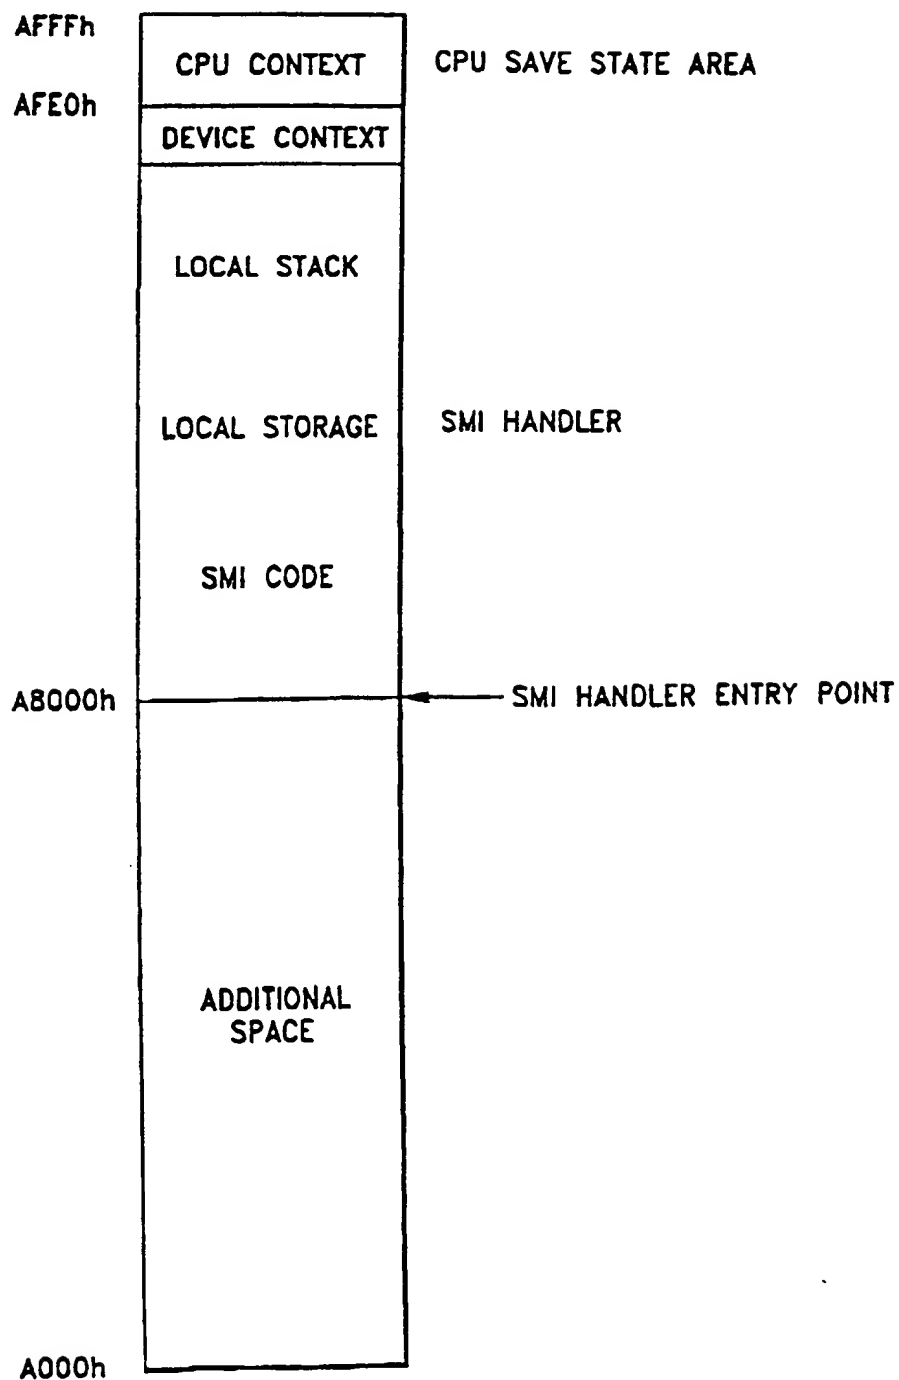 AFFFh
CPU CONTEXT
CPU SAVE STATE AREA
AFE0h
DEVICE CONTEXT
LOCAL STACK
LOCAL STORAGE
SMI HANDLER
SMI CODE
A8000h
SMI HANDLER ENTRY POINT
ADDITIONAL
SPACE
A000h